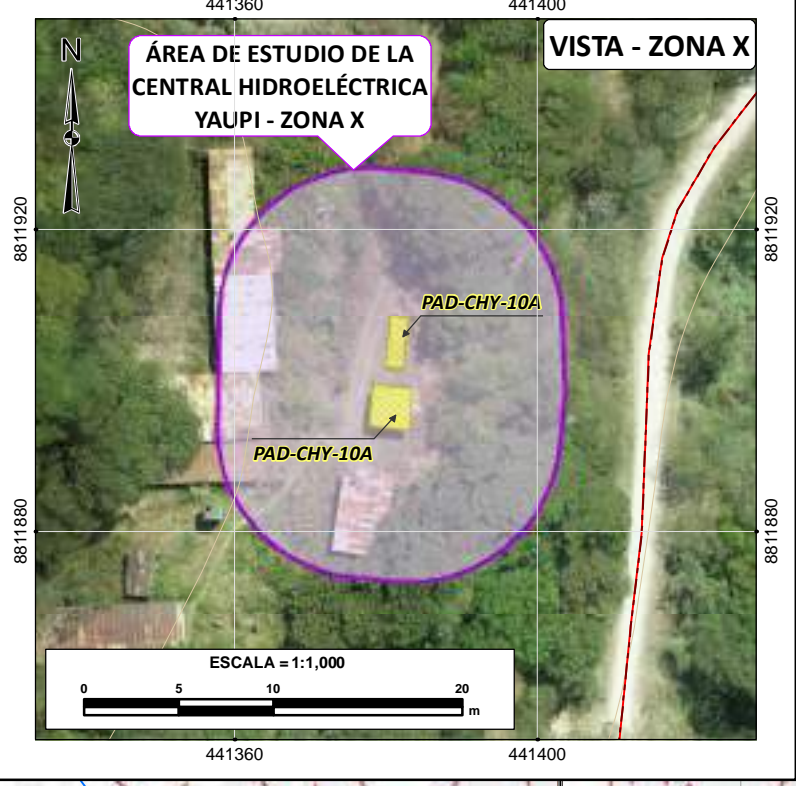 441360
441400
N
ÁREA DE ESTUDIO DE LA
CENTRAL HIDROELÉCTRICA
YAUPI - ZONA X
VISTA - ZONA X
8811920
8811920
PAD-CHY-10A
PAD-CHY-10A
8811880
8811880
ESCALA = 1:1,000
0 5 10 20
m
441360
441400